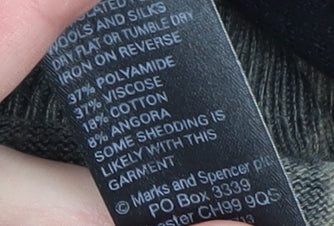 WOOLS AND SILKS
DRY FLAT OR TUMBLE DRY
IRON ON REVERSE
37% POLYAMIDE
37% VISCOSE
18% COTTON
8% ANGORA
SOME SHEDDING IS
LIKELY WITH THIS
GARMENT
© Marks and Spencer plc
PO Box 3339
ester CH99 9QS